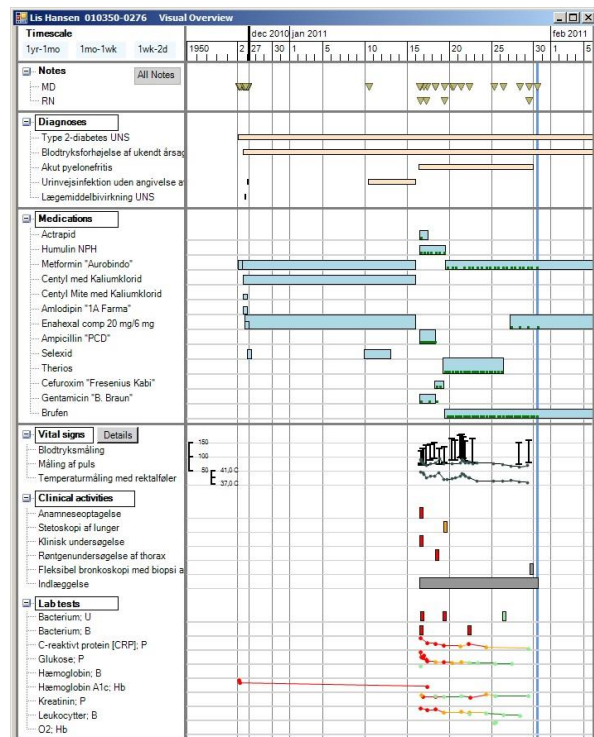 Lis Hansen 010350-0276 Visual Overview
Timescale
dec 2010 jan 2011 feb 2011
1yr-1mo 1mo-1wk 1wk-2d 1950 2 27 30 1 5 10 15 20 25 30 1 5
Notes All Notes
MD
RN
Diagnoses
Type 2-diabetes UNS
Blodtryksforhøjelse af ukendt årsag
Akut pyelonefritis
Urinvejsinfektion uden angivelse a
Lægemiddelbivirkning UNS
Medications
Actrapid
Humulin NPH
Metformin "Aurobindo"
Centyl med Kaliumklorid
Centyl Mite med Kaliumklorid
Amlodipin "1A Farma"
Enahexal comp 20 mg/6 mg
Ampicillin "PCD"
Selexid
Therios
Cefuroxim "Fresenius Kabi"
Gentamicin "B. Braun"
Brufen
Vital signs Details
Blodtryksmåling 150
Måling af puls 100
50 41,0 C
Temperaturmåling med rektalføler 37,0 C
Clinical activities
Anamneseoptagelse
Stetoskopi af lunger
Klinisk undersøgelse
Røntgenundersøgelse af thorax
Fleksibel bronkoskopi med biopsi a
Indlæggelse
Lab tests
Bacterium; U
Bacterium; B
C-reaktivt protein [CRP]; P
Glukose; P
Hæmoglobin; B
Hæmoglobin A1c; Hb
Kreatinin; P
Leukocytter; B
O2; Hb